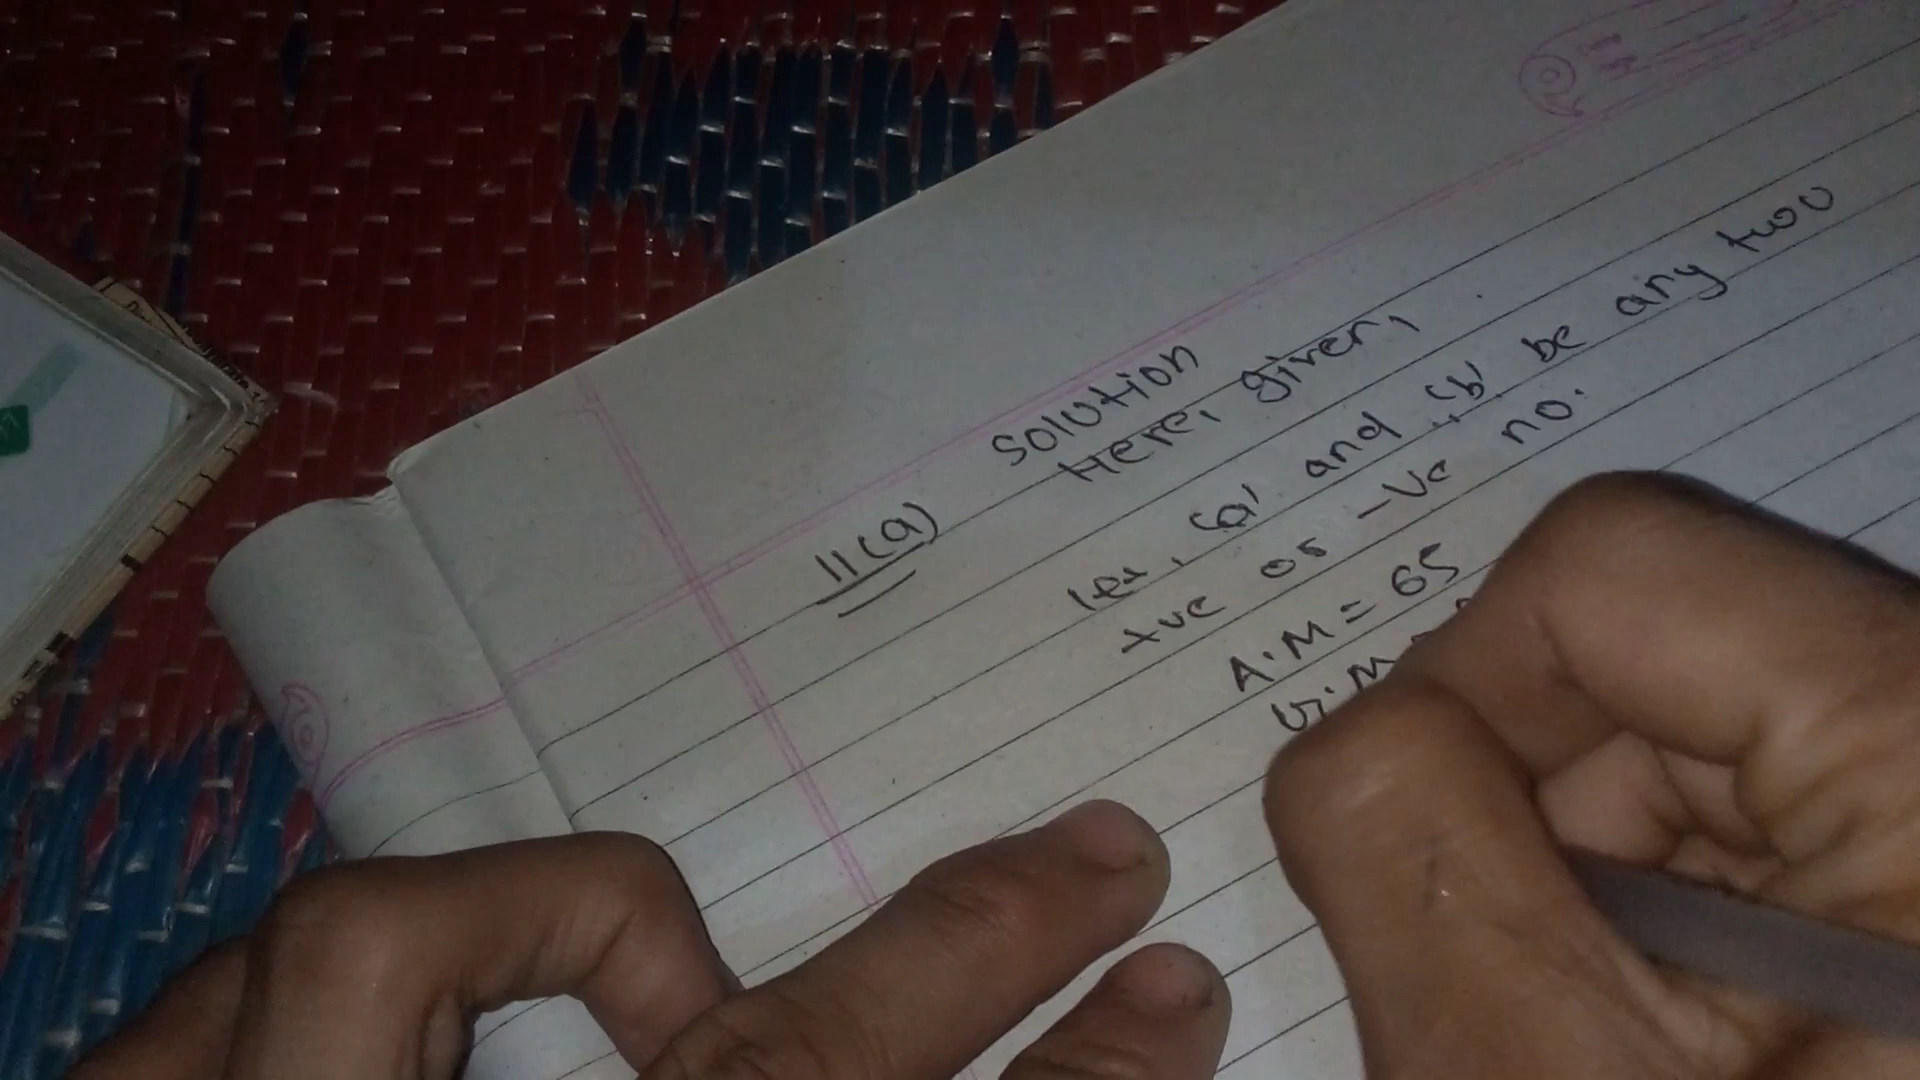 11(a) Solution
Here, given,
let, 'a' and 'b' be any two
+ve or -ve no.
A.M = 65
G.M